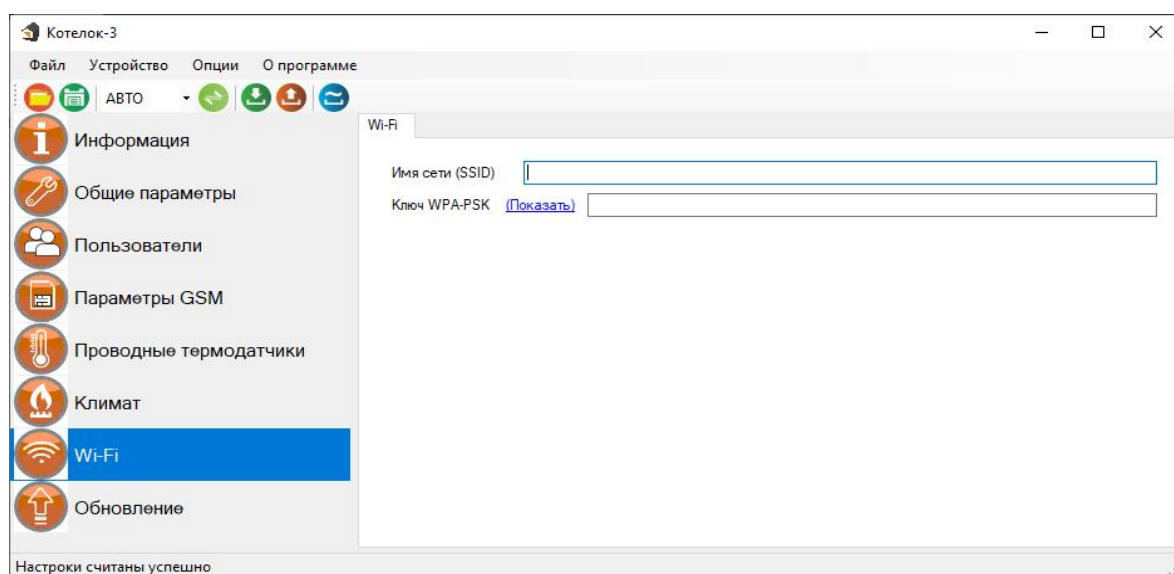 Котелок-3
Файл Устройство Опции О программе
АВТО
Информация
Общие параметры
Пользователи
Параметры GSM
Проводные термодатчики
Климат
Wi-Fi
Обновление
Wi-Fi
Имя сети (SSID)
Ключ WPA-PSK (Показать)
Настроки считаны успешно